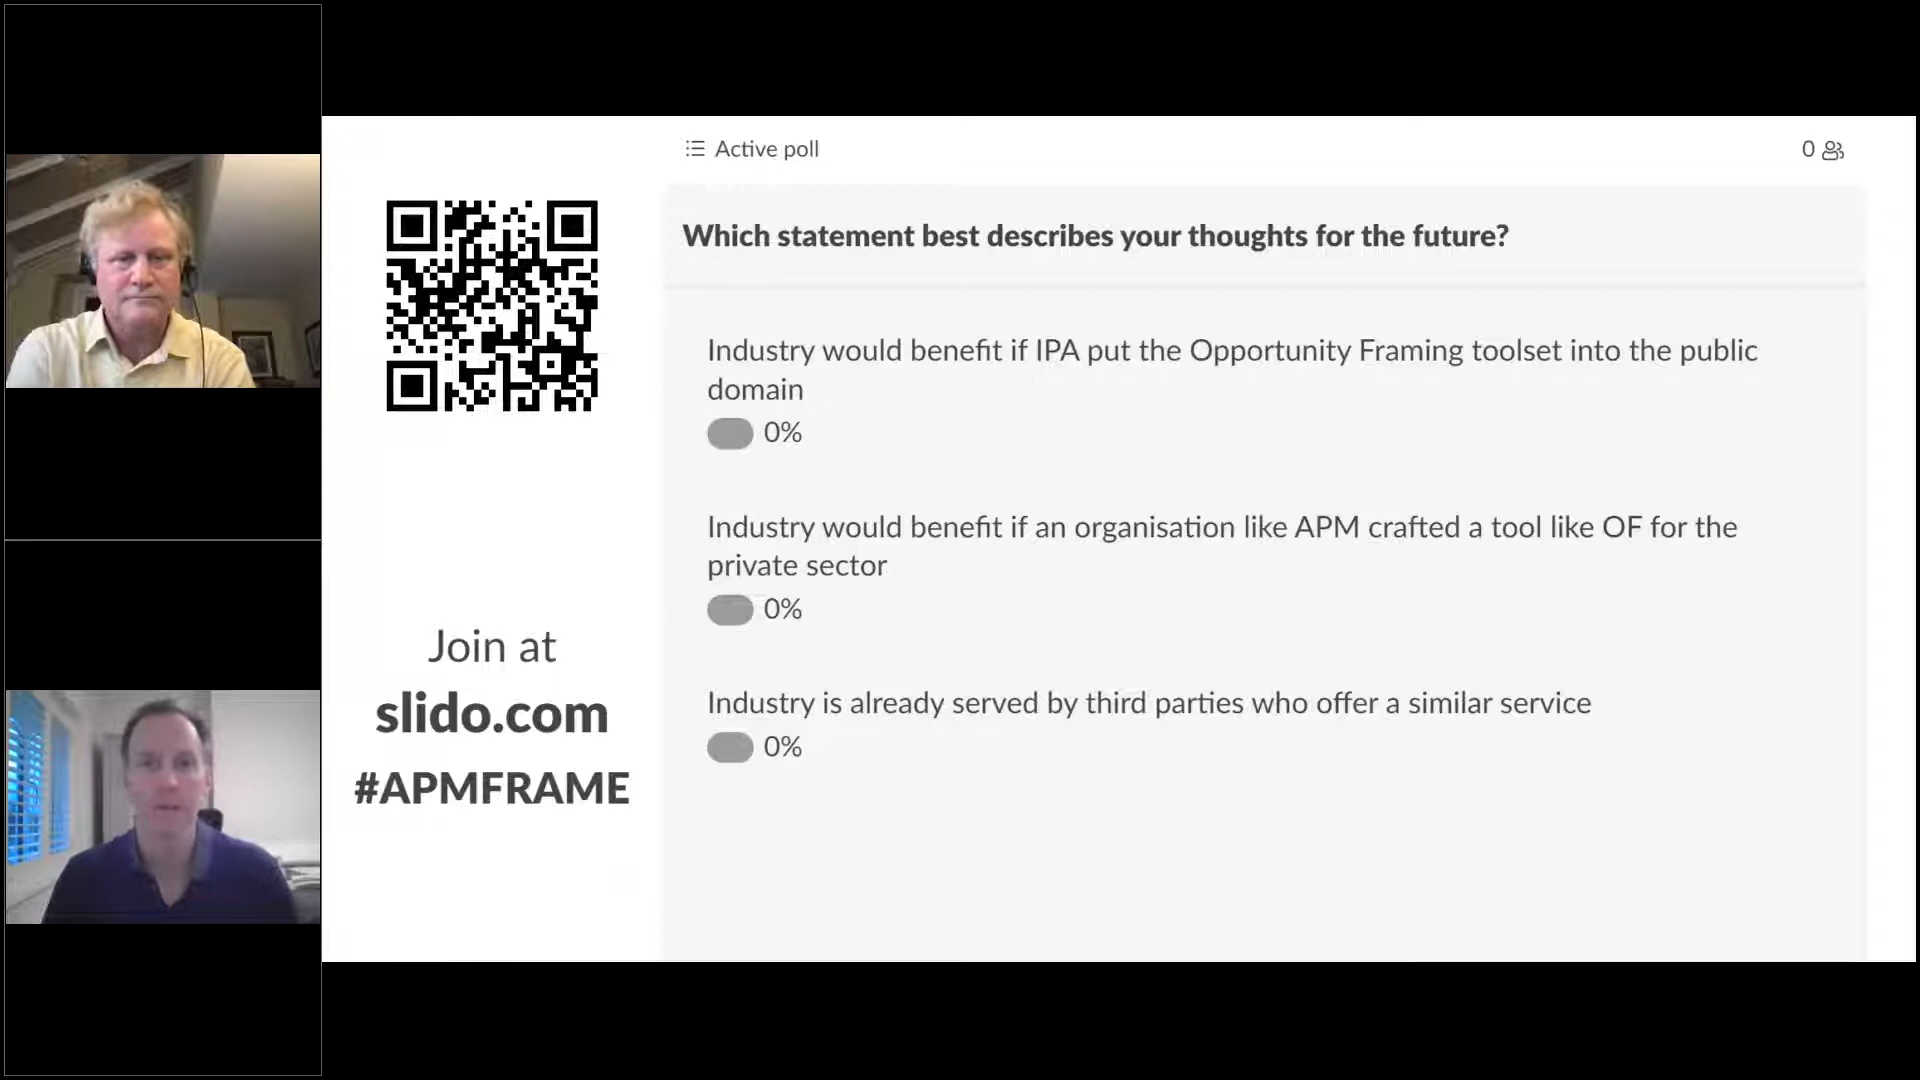 Active poll
0
Which statement best describes your thoughts for the future?
Industry would benefit if IPA put the Opportunity Framing toolset into the public
domain
0%
Industry would benefit if an organisation like APM crafted a tool like OF for the
private sector
0%
Industry is already served by third parties who offer a similar service
0%
Join at
slido.com
#APMFRAME